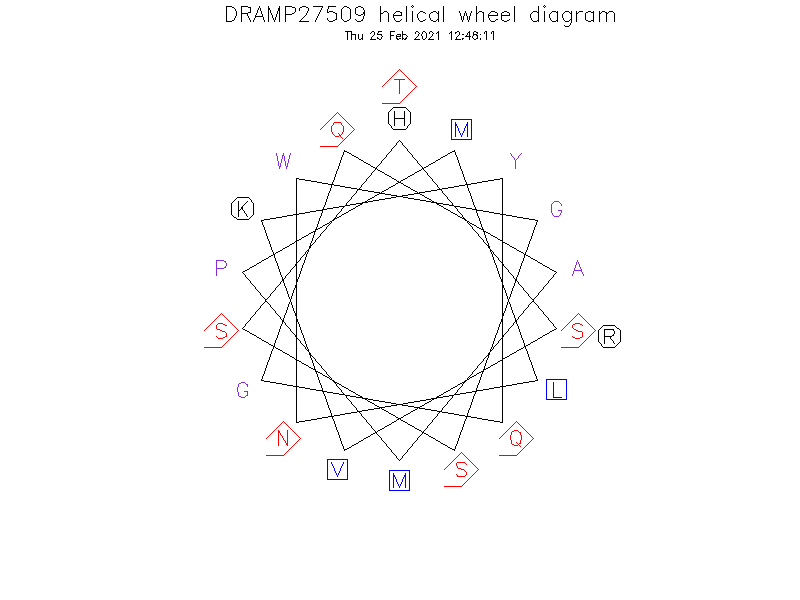 DRAMP27509 helical wheel diagram
Thu 25 Feb 2021 12:48:11
T
H
Q
M
W
Y
K
G
P
A
S
S
R
G
L
N
Q
V
S
M